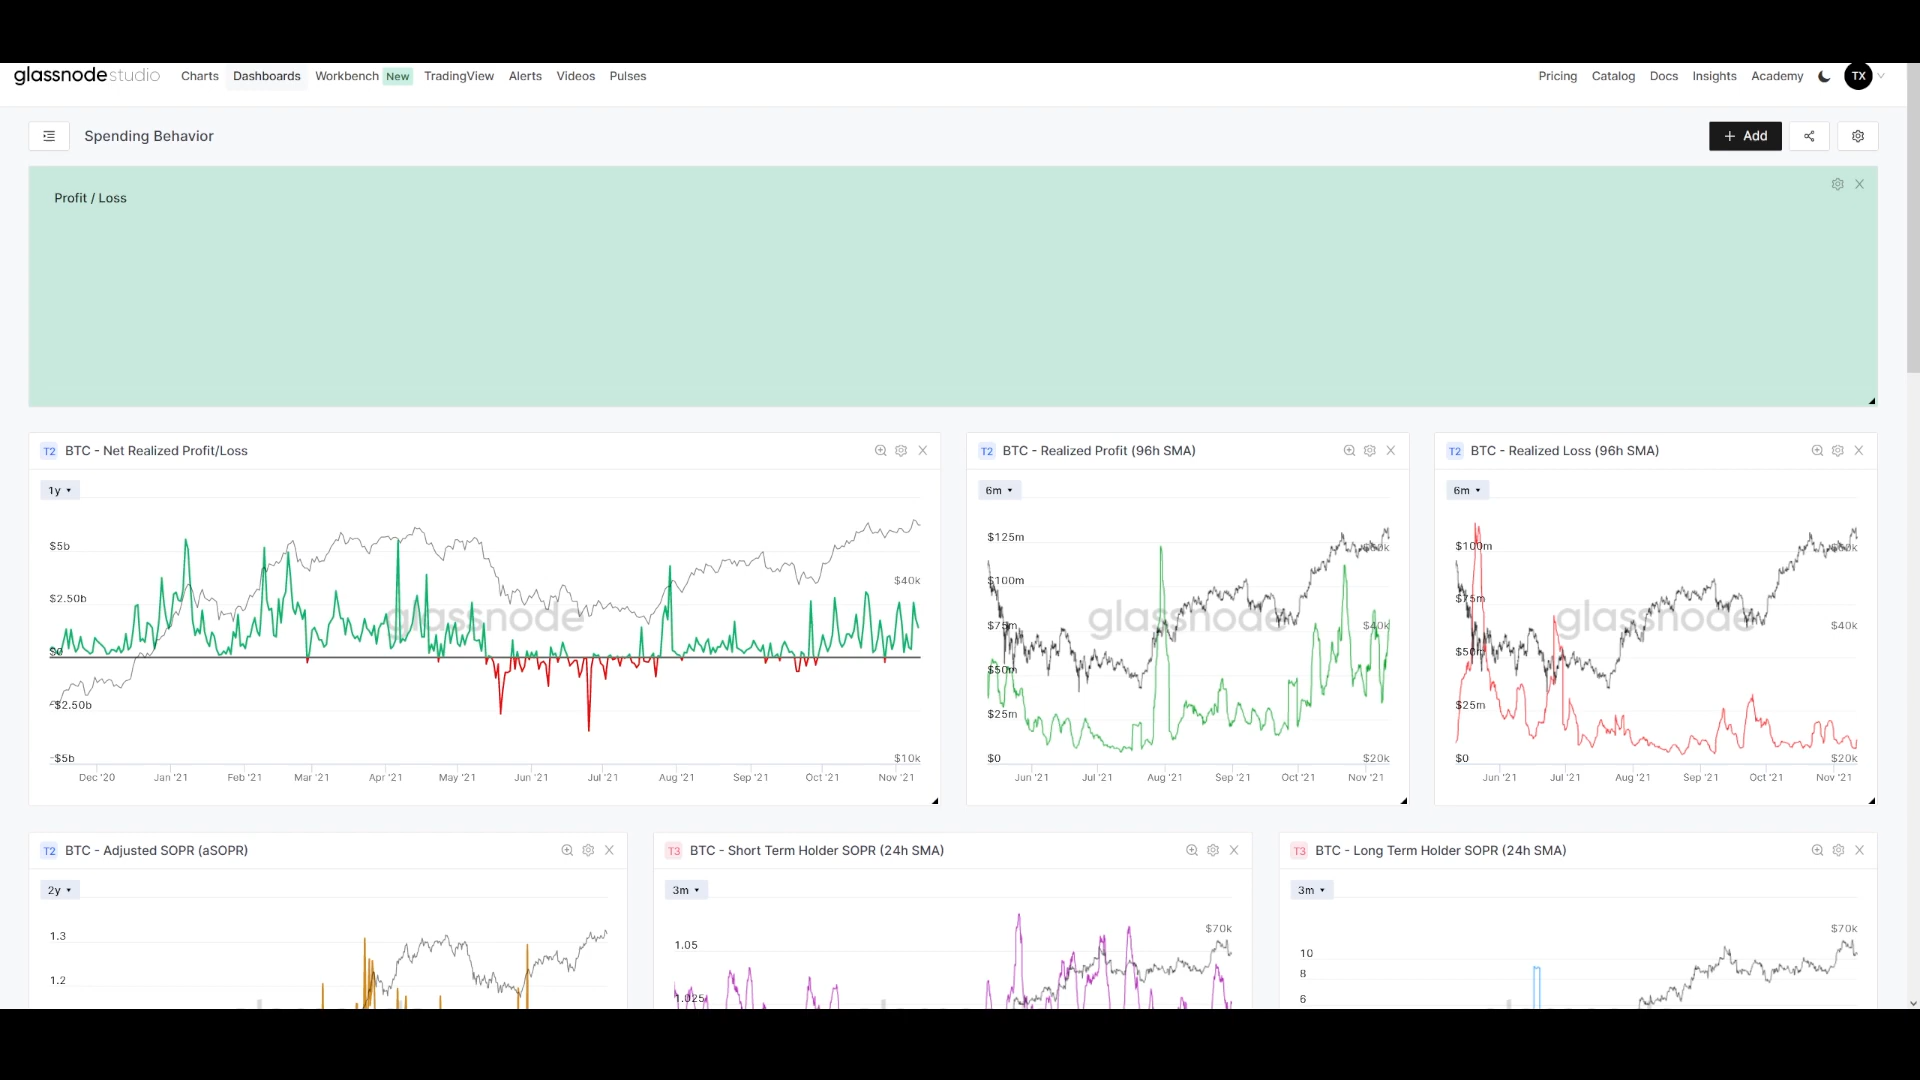 glassnode studio Charts Dashboards Workbench New TradingView Alerts Videos Pulses Pricing Catalog Docs Insights Academy TX
Spending Behavior + Add
Profit / Loss
T2 BTC - Net Realized Profit/Loss
1y
$5b
$2.50b
$0
-$2.50b
-$5b
$40k
$10k
glassnode
Dec '20 Jan '21 Feb '21 Mar '21 Apr '21 May '21 Jun '21 Jul '21 Aug '21 Sep '21 Oct '21 Nov '21
T2 BTC - Realized Profit (96h SMA)
6m
$125m
$100m
$75m
$50m
$25m
$0
$60k
$40k
$20k
glassnode
Jun '21 Jul '21 Aug '21 Sep '21 Oct '21 Nov '21
T2 BTC - Realized Loss (96h SMA)
6m
$100m
$75m
$50m
$25m
$0
$60k
$40k
$20k
glassnode
Jun '21 Jul '21 Aug '21 Sep '21 Oct '21 Nov '21
T2 BTC - Adjusted SOPR (aSOPR)
2y
1.3
1.2
T3 BTC - Short Term Holder SOPR (24h SMA)
3m
1.05
1.025
$70k
T3 BTC - Long Term Holder SOPR (24h SMA)
3m
10
8
6
$70k